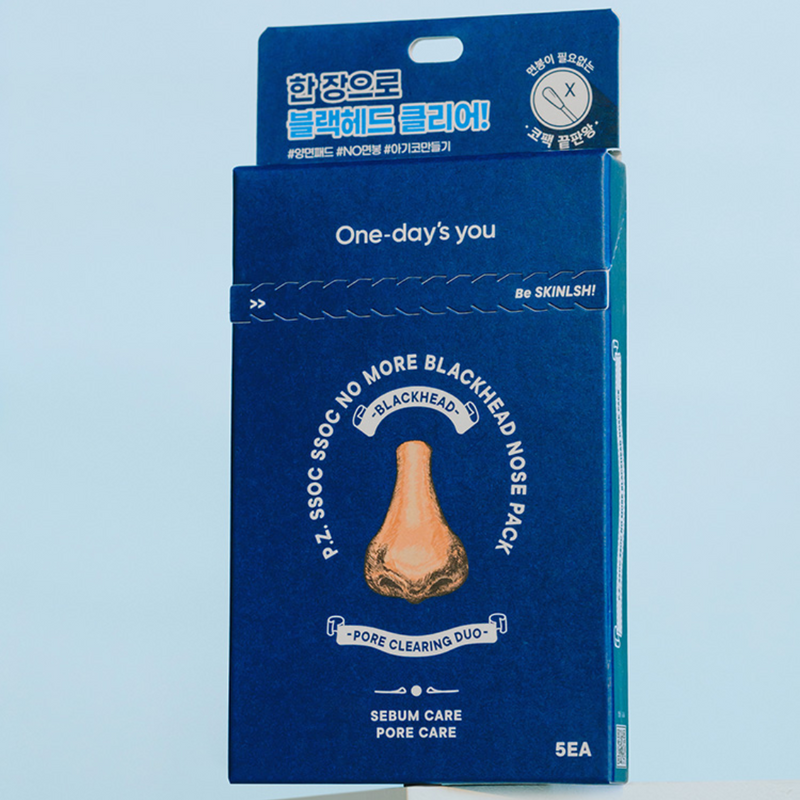 한 장으로
블랙헤드 클리어!
#양면패드 #NO면봉 #아기코만들기
면봉이 필요없는
X
· 코팩 끝판왕 ·
One-day's you
>> Be SKINLSH!
P.Z. SSOC SSOC NO MORE BLACKHEAD NOSE PACK
-BLACKHEAD-
-PORE CLEARING DUO-
SEBUM CARE
PORE CARE
5EA